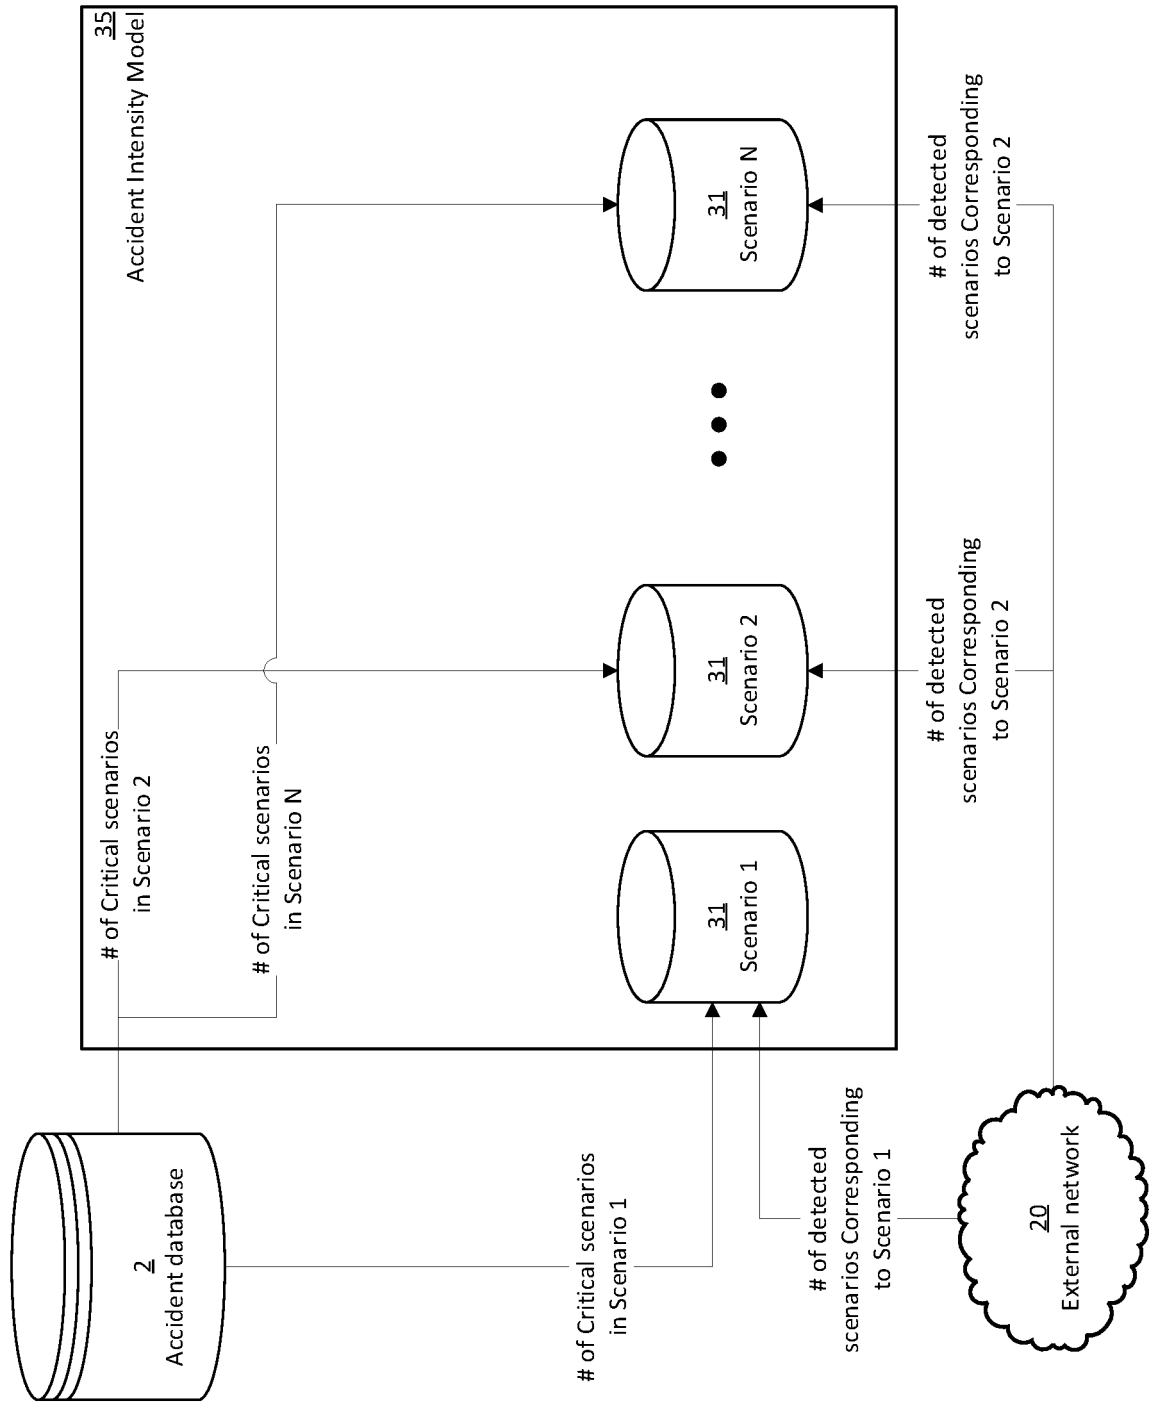 35
Accident Intensity Model
2
Accident database
# of Critical scenarios
in Scenario 2
# of Critical scenarios
in Scenario N
# of Critical scenarios
in Scenario 1
31
Scenario 1
31
Scenario 2
31
Scenario N
# of detected
scenarios Corresponding
to Scenario 1
# of detected
scenarios Corresponding
to Scenario 2
# of detected
scenarios Corresponding
to Scenario 2
20
External network